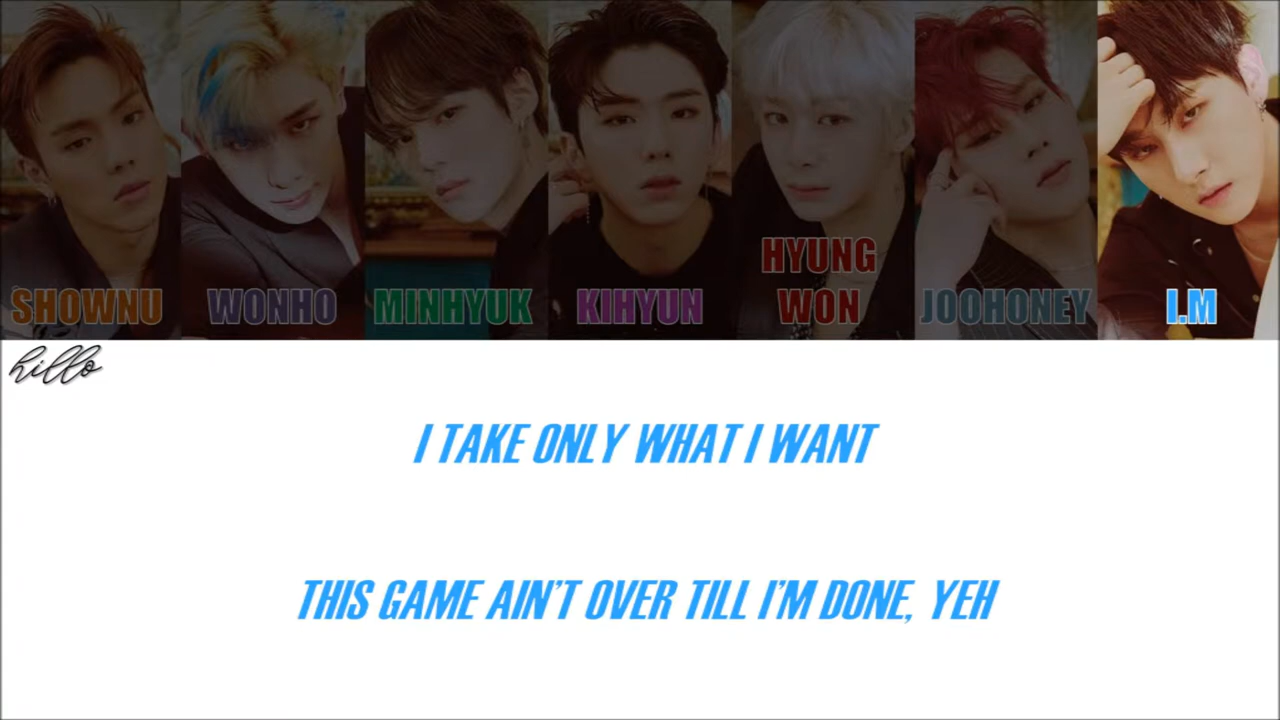 SHOWNU WONHO MINHYUK KIHYUN HYUNG WON JOOHONEY I.M
hillo
I TAKE ONLY WHAT I WANT
THIS GAME AIN'T OVER TILL I'M DONE, YEH